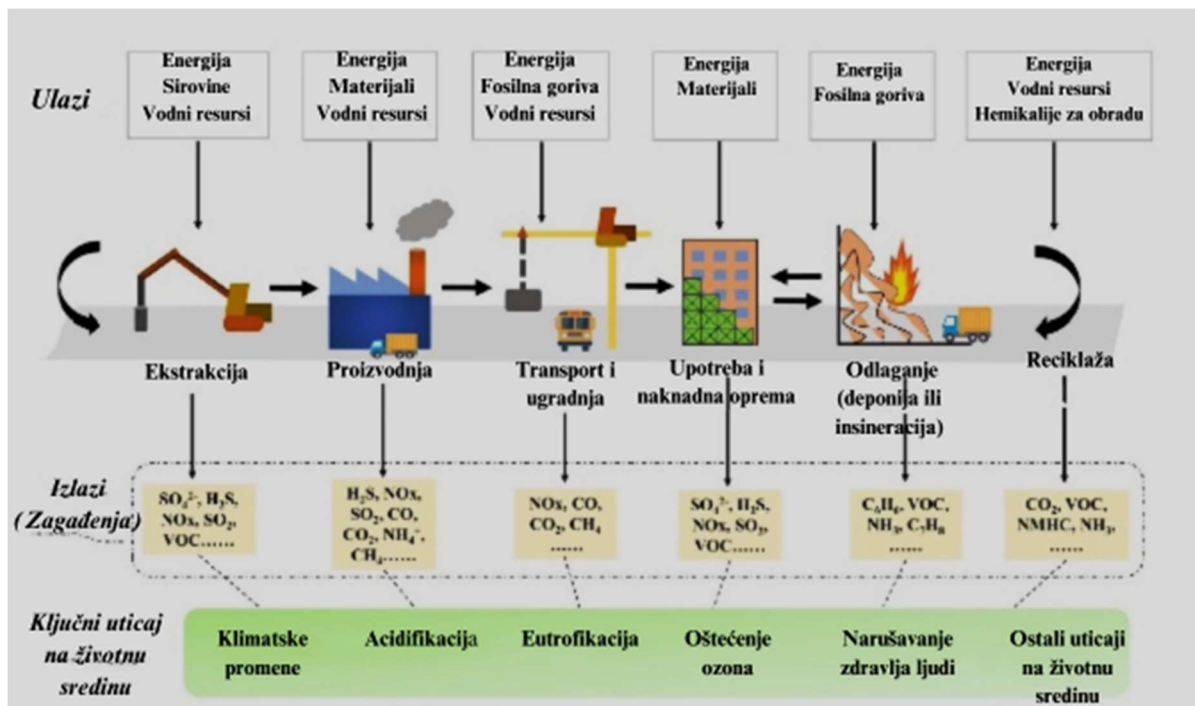 Ulazi
Energija
Sirovine
Vodni resursi
Energija
Materijali
Vodni resursi
Energija
Fosilna goriva
Vodni resursi
Energija
Materijali
Energija
Fosilna goriva
Energija
Vodni resursi
Hemikalije za obradu
Ekstrakcija
Proizvodnja
Transport i
ugradnja
Upotreba i
naknadna oprema
Odlaganje
(deponija ili
insineracija)
Reciklaža
Izlazi
(Zagađenja)
SO₄²⁻, H₂S,
NOx, SO₂,
VOC......
H₂S, NOx,
SO₂, CO,
CO₂, NH₄⁺,
CH₄......
NOx, CO,
CO₂, CH₄
......
SO₄²⁻, H₂S,
NOx, SO₂,
VOC......
C₆H₆, VOC,
NH₃, C₇H₈
......
CO₂, VOC,
NMHC, NH₃,
......
Ključni uticaj
na životnu
sredinu
Klimatske
promene
Acidifikacija
Eutrofikacija
Oštećenje
ozona
Narušavanje
zdravlja ljudi
Ostali uticaji
na životnu
sredinu